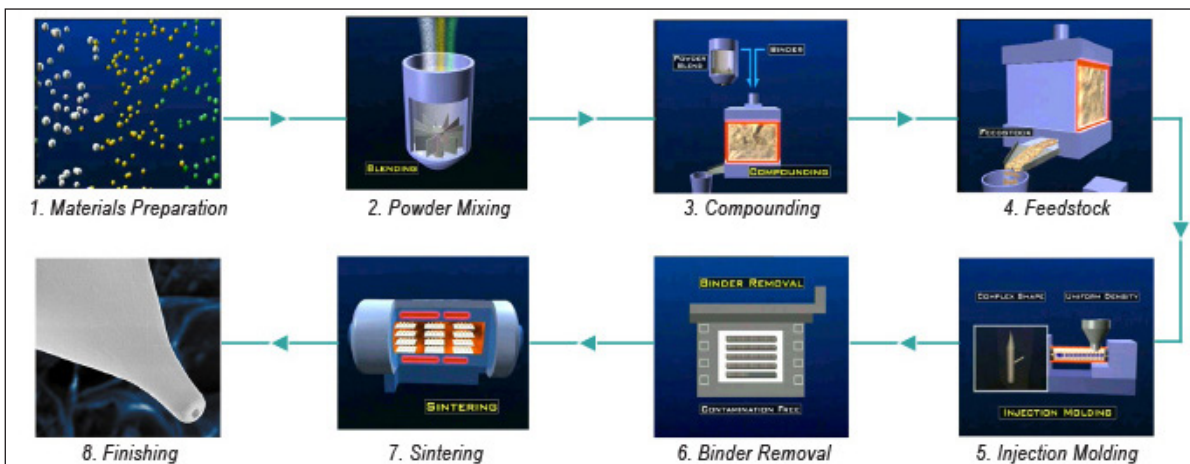 POWDER BLEND
BINDER
FEEDSTOCK
BLENDING
COMPOUNDING
1. Materials Preparation
2. Powder Mixing
3. Compounding
4. Feedstock
BINDER REMOVAL
COMPLEX SHAPE
UNIFORM DENSITY
SINTERING
CONTAMINATION FREE
INJECTION MOLDING
8. Finishing
7. Sintering
6. Binder Removal
5. Injection Molding